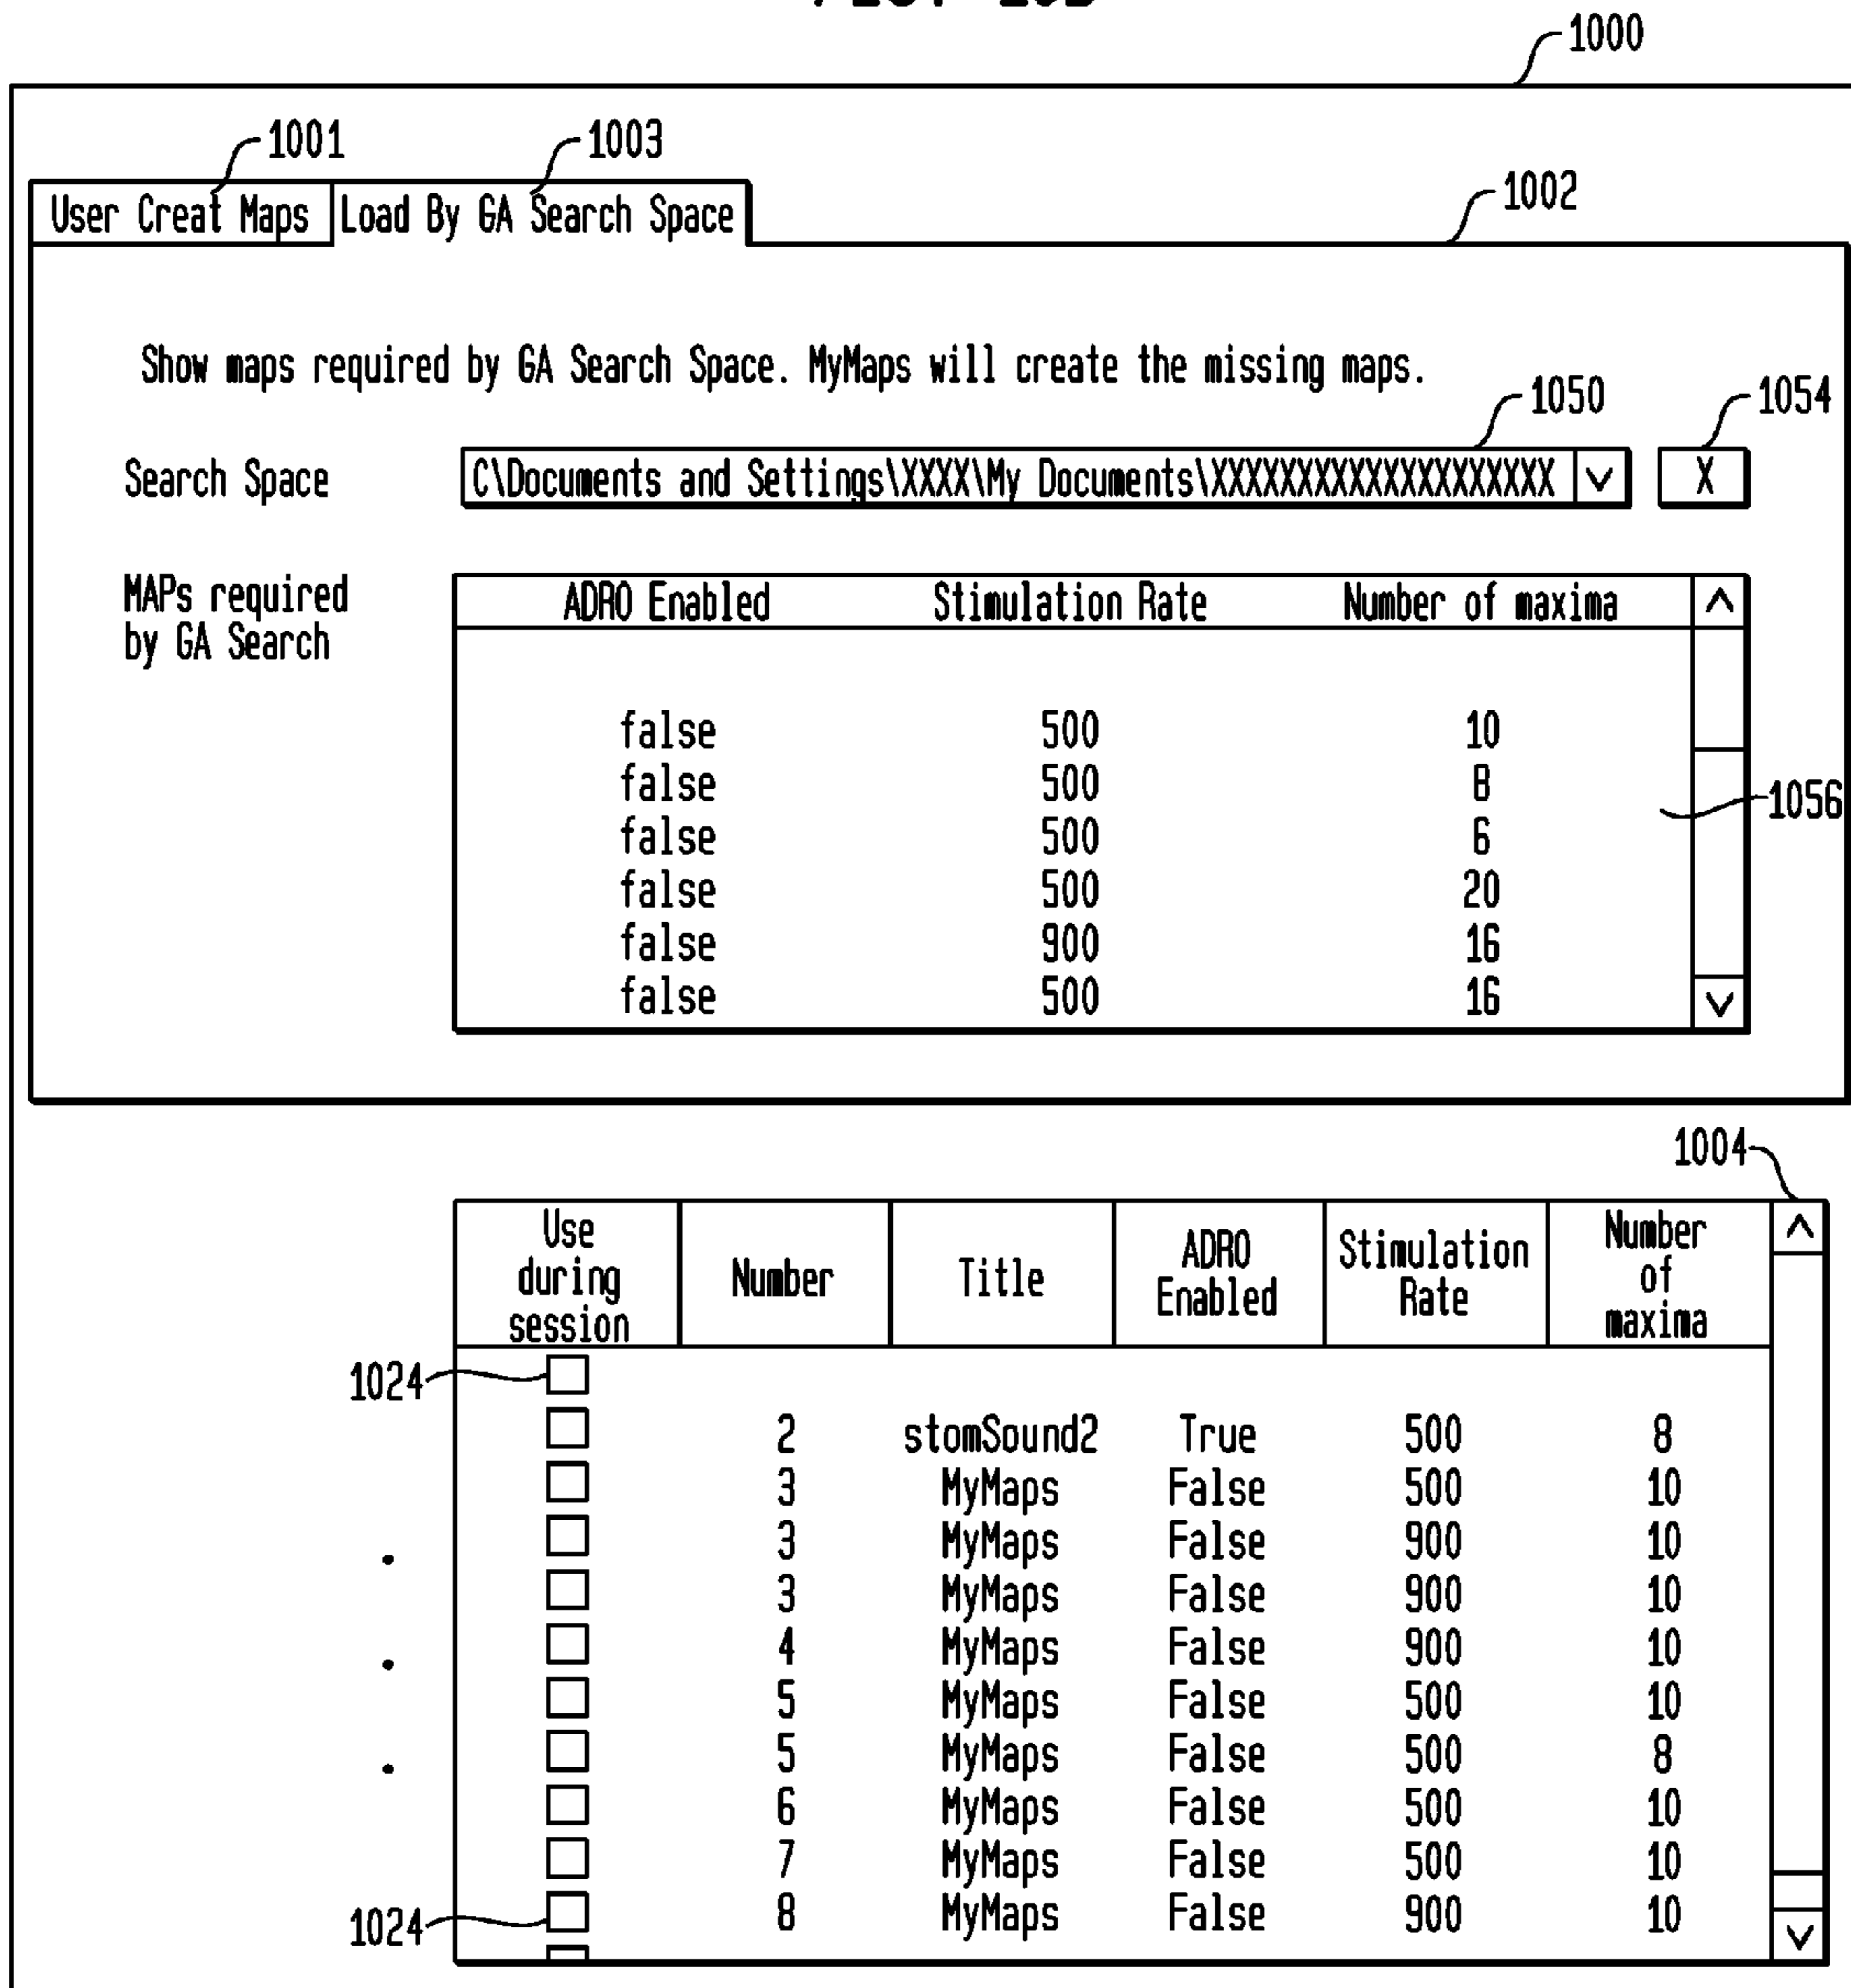 1000
1001
1003
1002
User Creat Maps
Load By GA Search Space
Show maps required by GA Search Space. MyMaps will create the missing maps.
1050
1054
Search Space
C\Documents and Settings\XXXX\My Documents\XXXXXXXXXXXXXXXXXXXX
V
X
MAPs required
by GA Search
ADRO Enabled Stimulation Rate Number of maxima
false 500 10
false 500 8
1056
false 500 6
false 500 20
false 900 16
false 500 16
1004
Use during session Number Title ADRO Enabled Stimulation Rate Number of maxima
1024
2 stomSound2 True 500 8
3 MyMaps False 500 10
3 MyMaps False 900 10
3 MyMaps False 900 10
4 MyMaps False 900 10
5 MyMaps False 500 10
5 MyMaps False 500 8
6 MyMaps False 500 10
7 MyMaps False 500 10
8 MyMaps False 900 10
1024